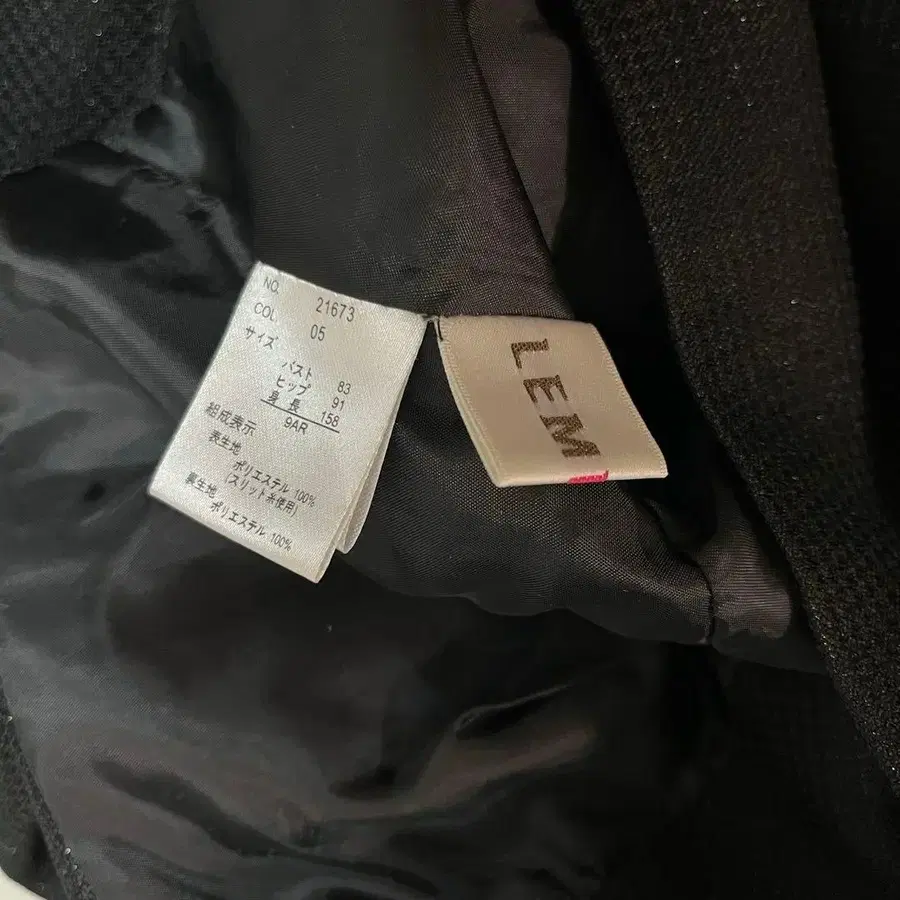 NO. 21673
COL 05
サイズ
バスト 83
ヒップ 91
身長 158
9AR
組成表示
表生地
ポリエステル 100%
(スリット糸使用)
裏生地
ポリエステル 100%
LEM